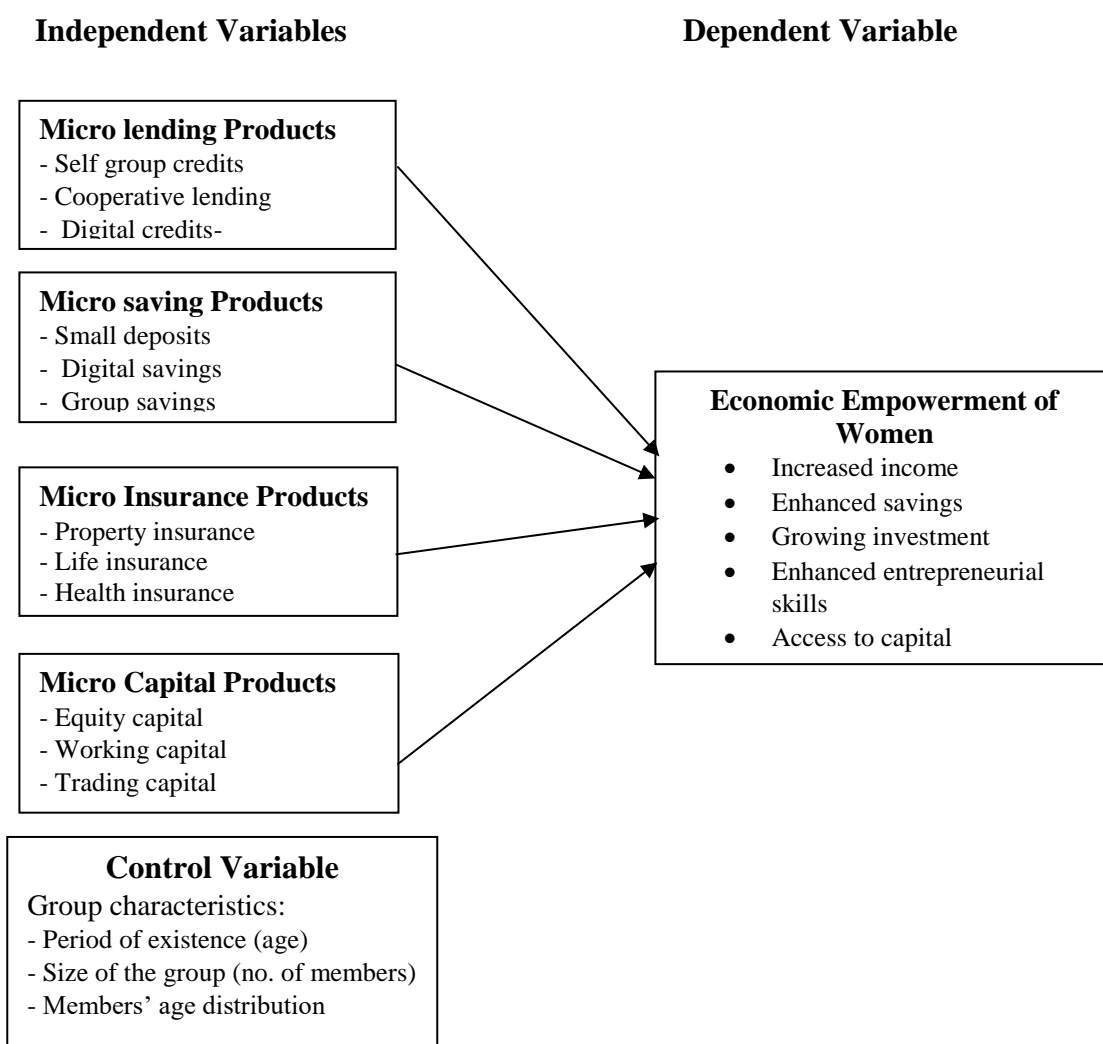 Independent Variables
Dependent Variable
Micro lending Products
- Self group credits
- Cooperative lending
- Digital credits-
Micro saving Products
- Small deposits
- Digital savings
- Group savings
Micro Insurance Products
- Property insurance
- Life insurance
- Health insurance
Micro Capital Products
- Equity capital
- Working capital
- Trading capital
Control Variable
Group characteristics:
- Period of existence (age)
- Size of the group (no. of members)
- Members’ age distribution
Economic Empowerment of
Women
• Increased income
• Enhanced savings
• Growing investment
• Enhanced entrepreneurial
skills
• Access to capital